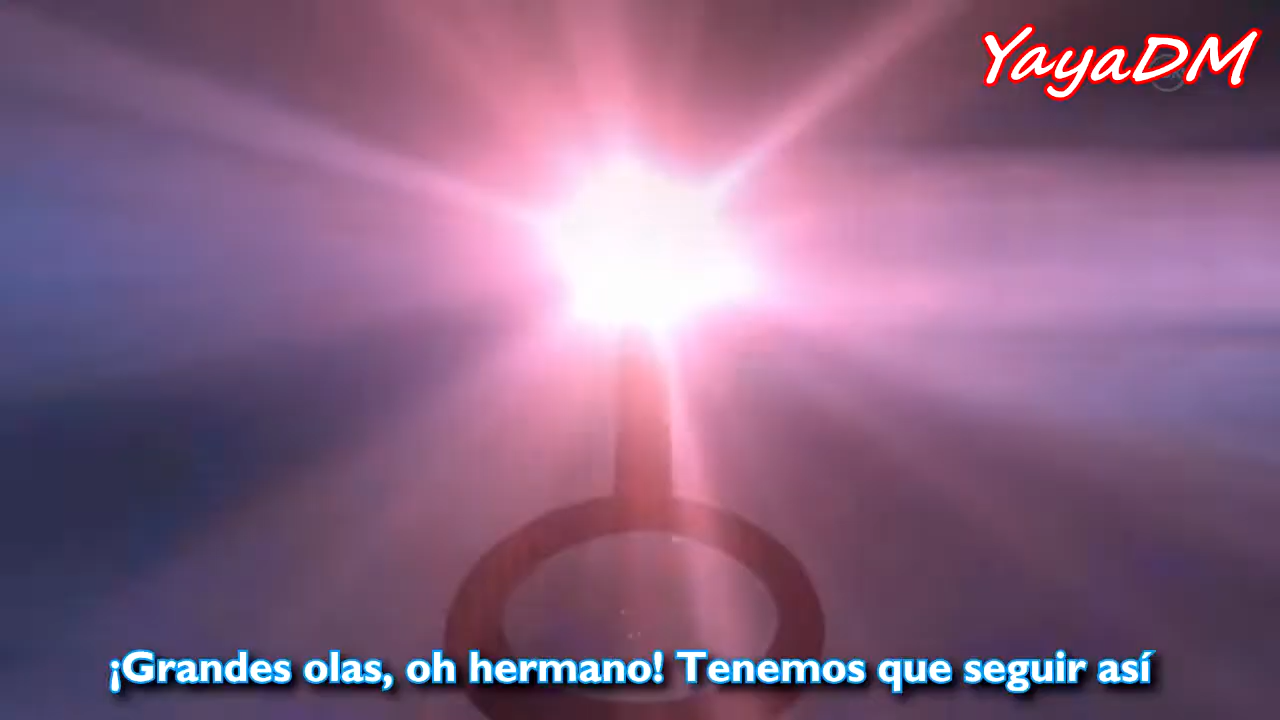 YayaDM
¡Grandes olas, oh hermano! Tenemos que seguir así